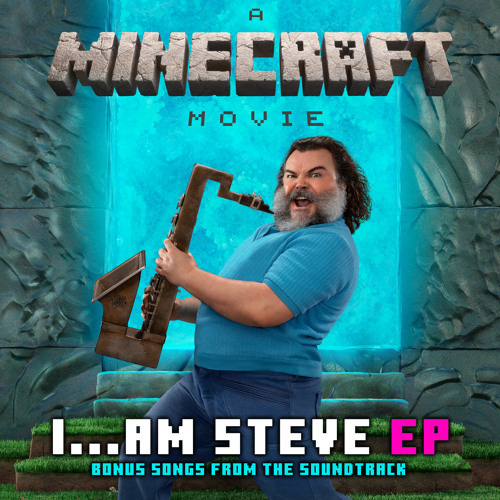 A
MINECRAFT
MOVIE
I...AM STEVE EP
BONUS SONGS FROM THE SOUNDTRACK